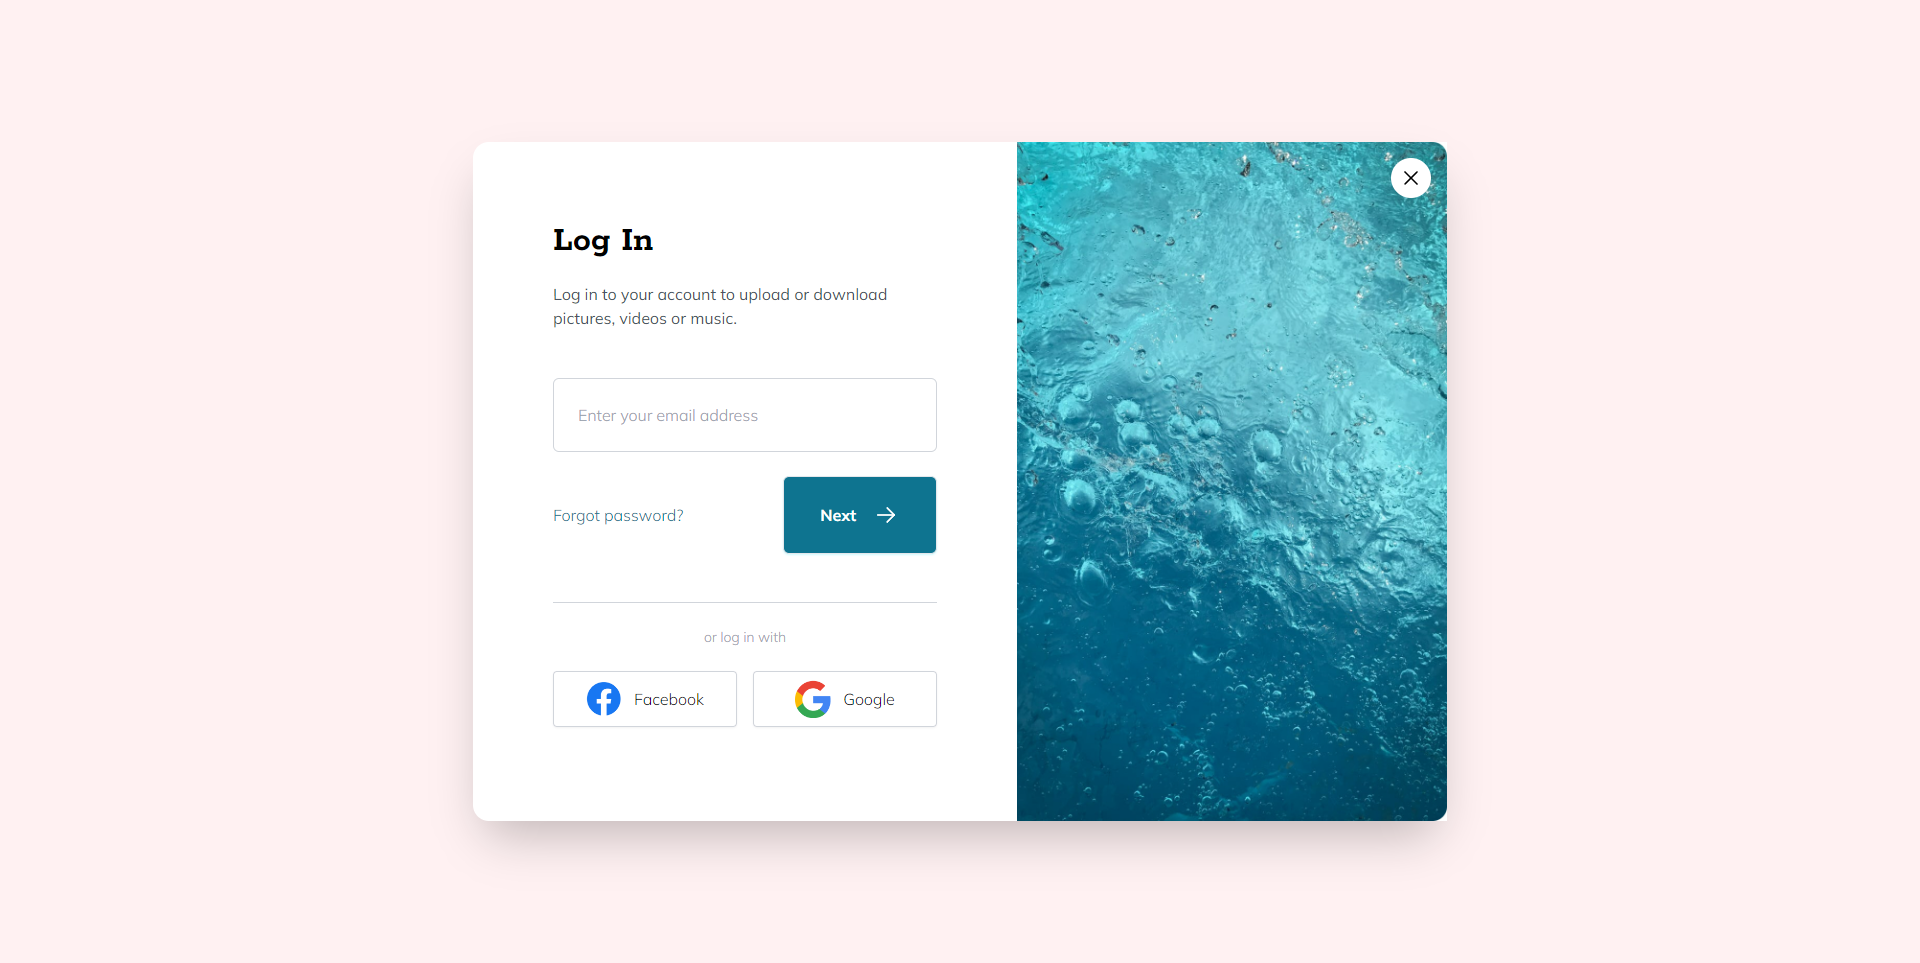 Log In
Log in to your account to upload or download
pictures, videos or music.
Enter your email address
Forgot password?
Next
or log in with
Facebook
Google